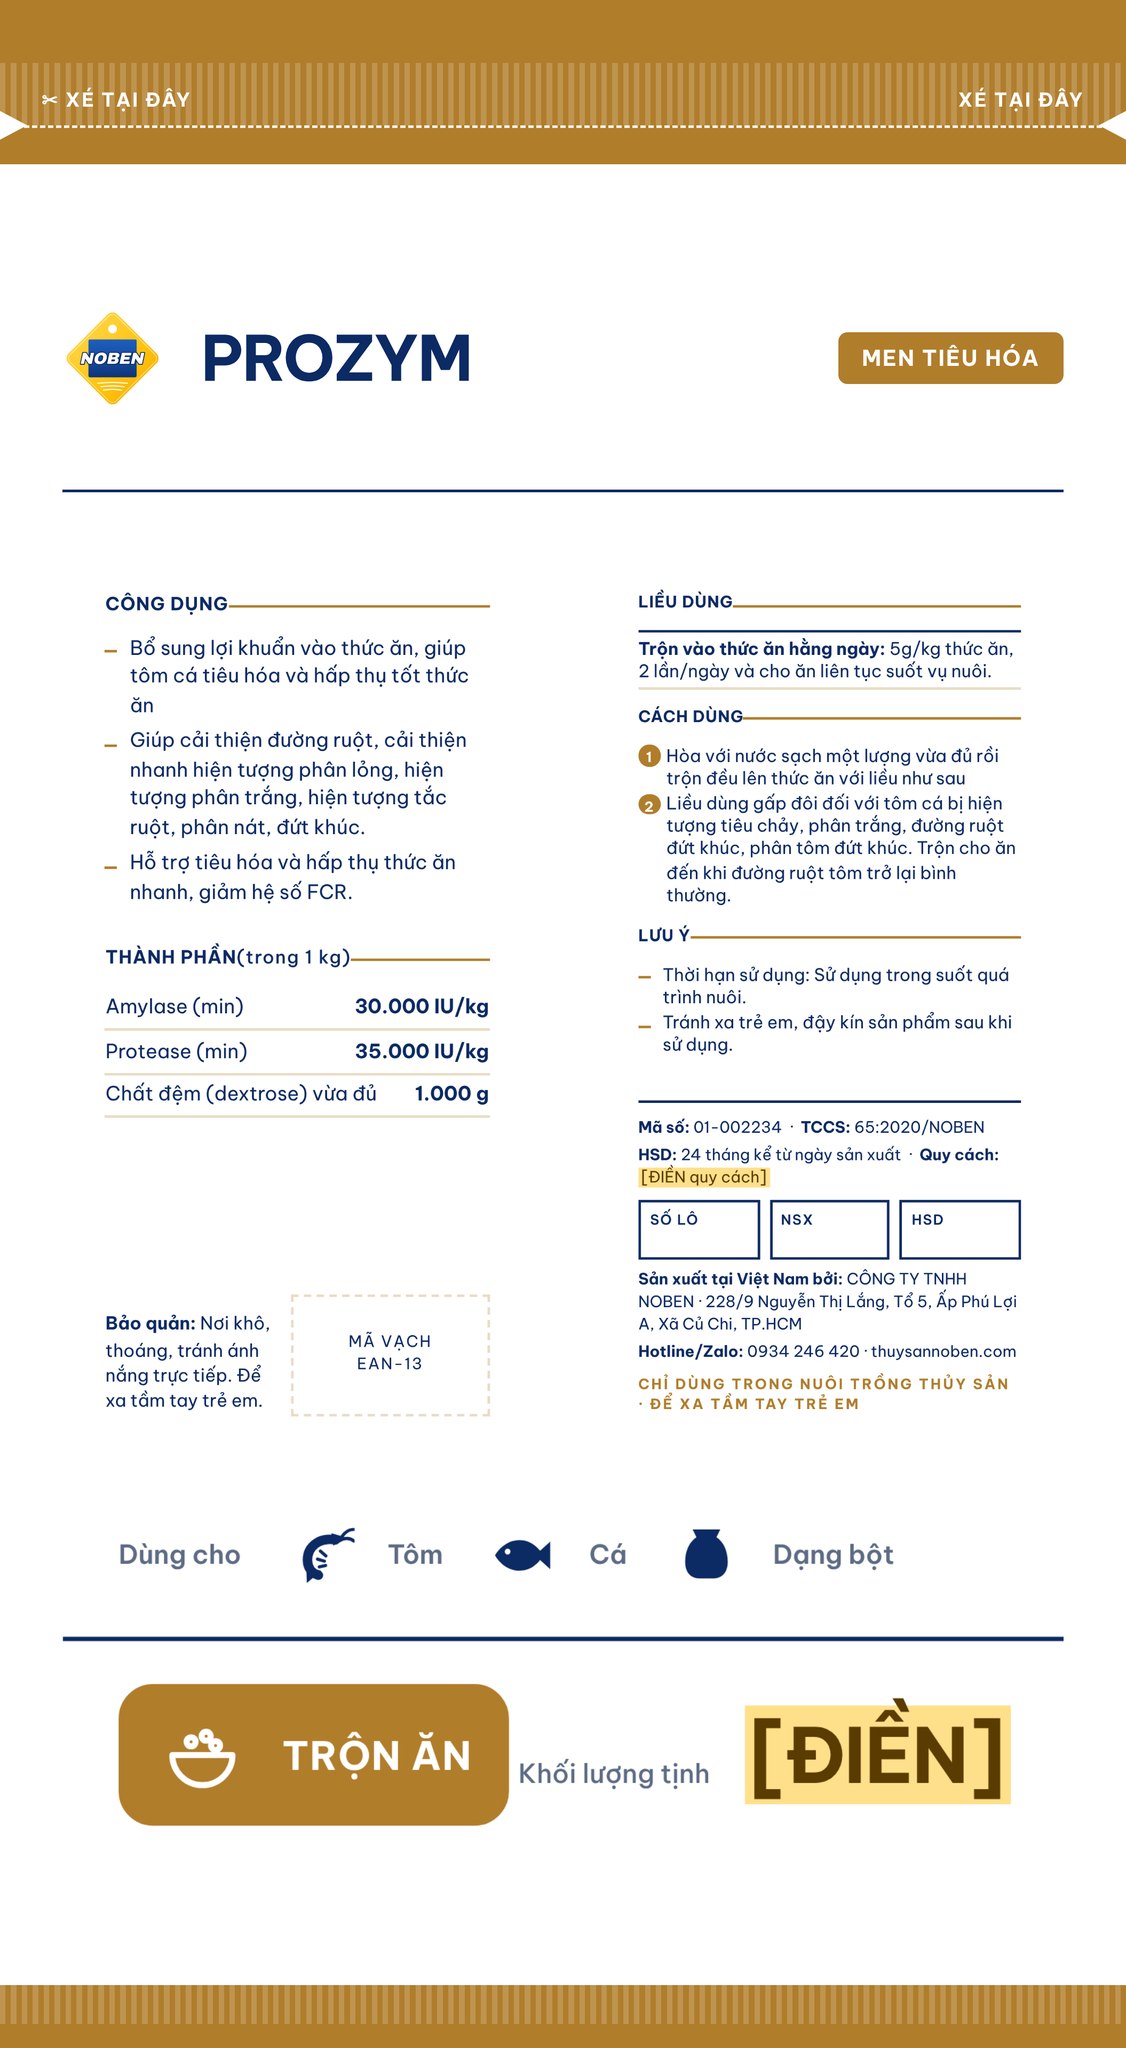 ✂ XÉ TẠI ĐÂY
XÉ TẠI ĐÂY
NOBEN
PROZYM
MEN TIÊU HÓA
CÔNG DỤNG
– Bổ sung lợi khuẩn vào thức ăn, giúp
tôm cá tiêu hóa và hấp thụ tốt thức
ăn
– Giúp cải thiện đường ruột, cải thiện
nhanh hiện tượng phân lỏng, hiện
tượng phân trắng, hiện tượng tắc
ruột, phân nát, đứt khúc.
– Hỗ trợ tiêu hóa và hấp thụ thức ăn
nhanh, giảm hệ số FCR.
THÀNH PHẦN(trong 1 kg)
Amylase (min) 30.000 IU/kg
Protease (min) 35.000 IU/kg
Chất đệm (dextrose) vừa đủ 1.000 g
Bảo quản: Nơi khô,
thoáng, tránh ánh
nắng trực tiếp. Để
xa tầm tay trẻ em.
MÃ VẠCH
EAN-13
LIỀU DÙNG
Trộn vào thức ăn hằng ngày: 5g/kg thức ăn,
2 lần/ngày và cho ăn liên tục suốt vụ nuôi.
CÁCH DÙNG
1 Hòa với nước sạch một lượng vừa đủ rồi
trộn đều lên thức ăn với liều như sau
2 Liều dùng gấp đôi đối với tôm cá bị hiện
tượng tiêu chảy, phân trắng, đường ruột
đứt khúc, phân tôm đứt khúc. Trộn cho ăn
đến khi đường ruột tôm trở lại bình
thường.
LƯU Ý
– Thời hạn sử dụng: Sử dụng trong suốt quá
trình nuôi.
– Tránh xa trẻ em, đậy kín sản phẩm sau khi
sử dụng.
Mã số: 01-002234 · TCCS: 65:2020/NOBEN
HSD: 24 tháng kể từ ngày sản xuất · Quy cách:
[ĐIỀN quy cách]
SỐ LÔ
NSX
HSD
Sản xuất tại Việt Nam bởi: CÔNG TY TNHH
NOBEN · 228/9 Nguyễn Thị Lắng, Tổ 5, Ấp Phú Lợi
A, Xã Củ Chi, TP.HCM
Hotline/Zalo: 0934 246 420 · thuysannoben.com
CHỈ DÙNG TRONG NUÔI TRỒNG THỦY SẢN
· ĐỂ XA TẦM TAY TRẺ EM
Dùng cho Tôm Cá Dạng bột
TRỘN ĂN
Khối lượng tịnh
[ĐIỀN]